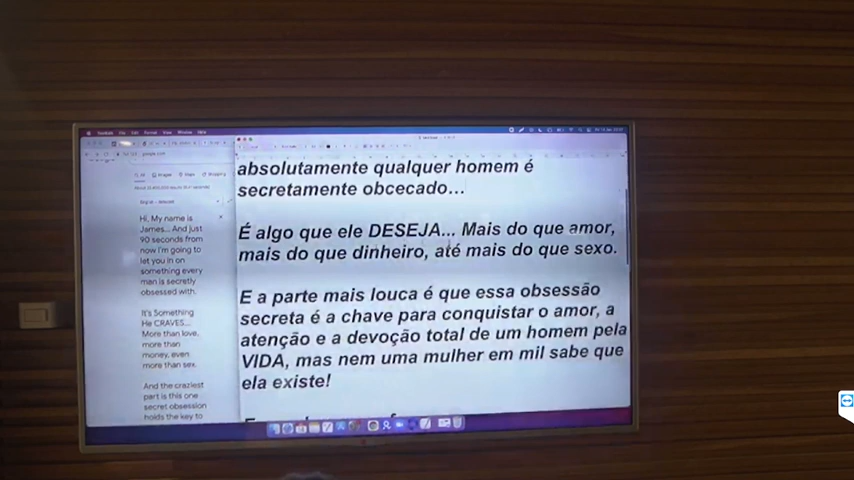 absolutamente qualquer homem é
secretamente obcecado...
É algo que ele DESEJA... Mais do que amor,
mais do que dinheiro, até mais do que sexo.
E a parte mais louca é que essa obsessão
secreta é a chave para conquistar o amor, a
atenção e a devoção total de um homem pela
VIDA, mas nem uma mulher em mil sabe que
ela existe!
Hi, My name is
James... And just
90 seconds from
now I'm going to
let you in on
something every
man is secretly
obsessed with.
It's Something
He CRAVES...
More than love,
more than
money, even
more than sex.
And the craziest
part is this one
secret obsession
holds the key to